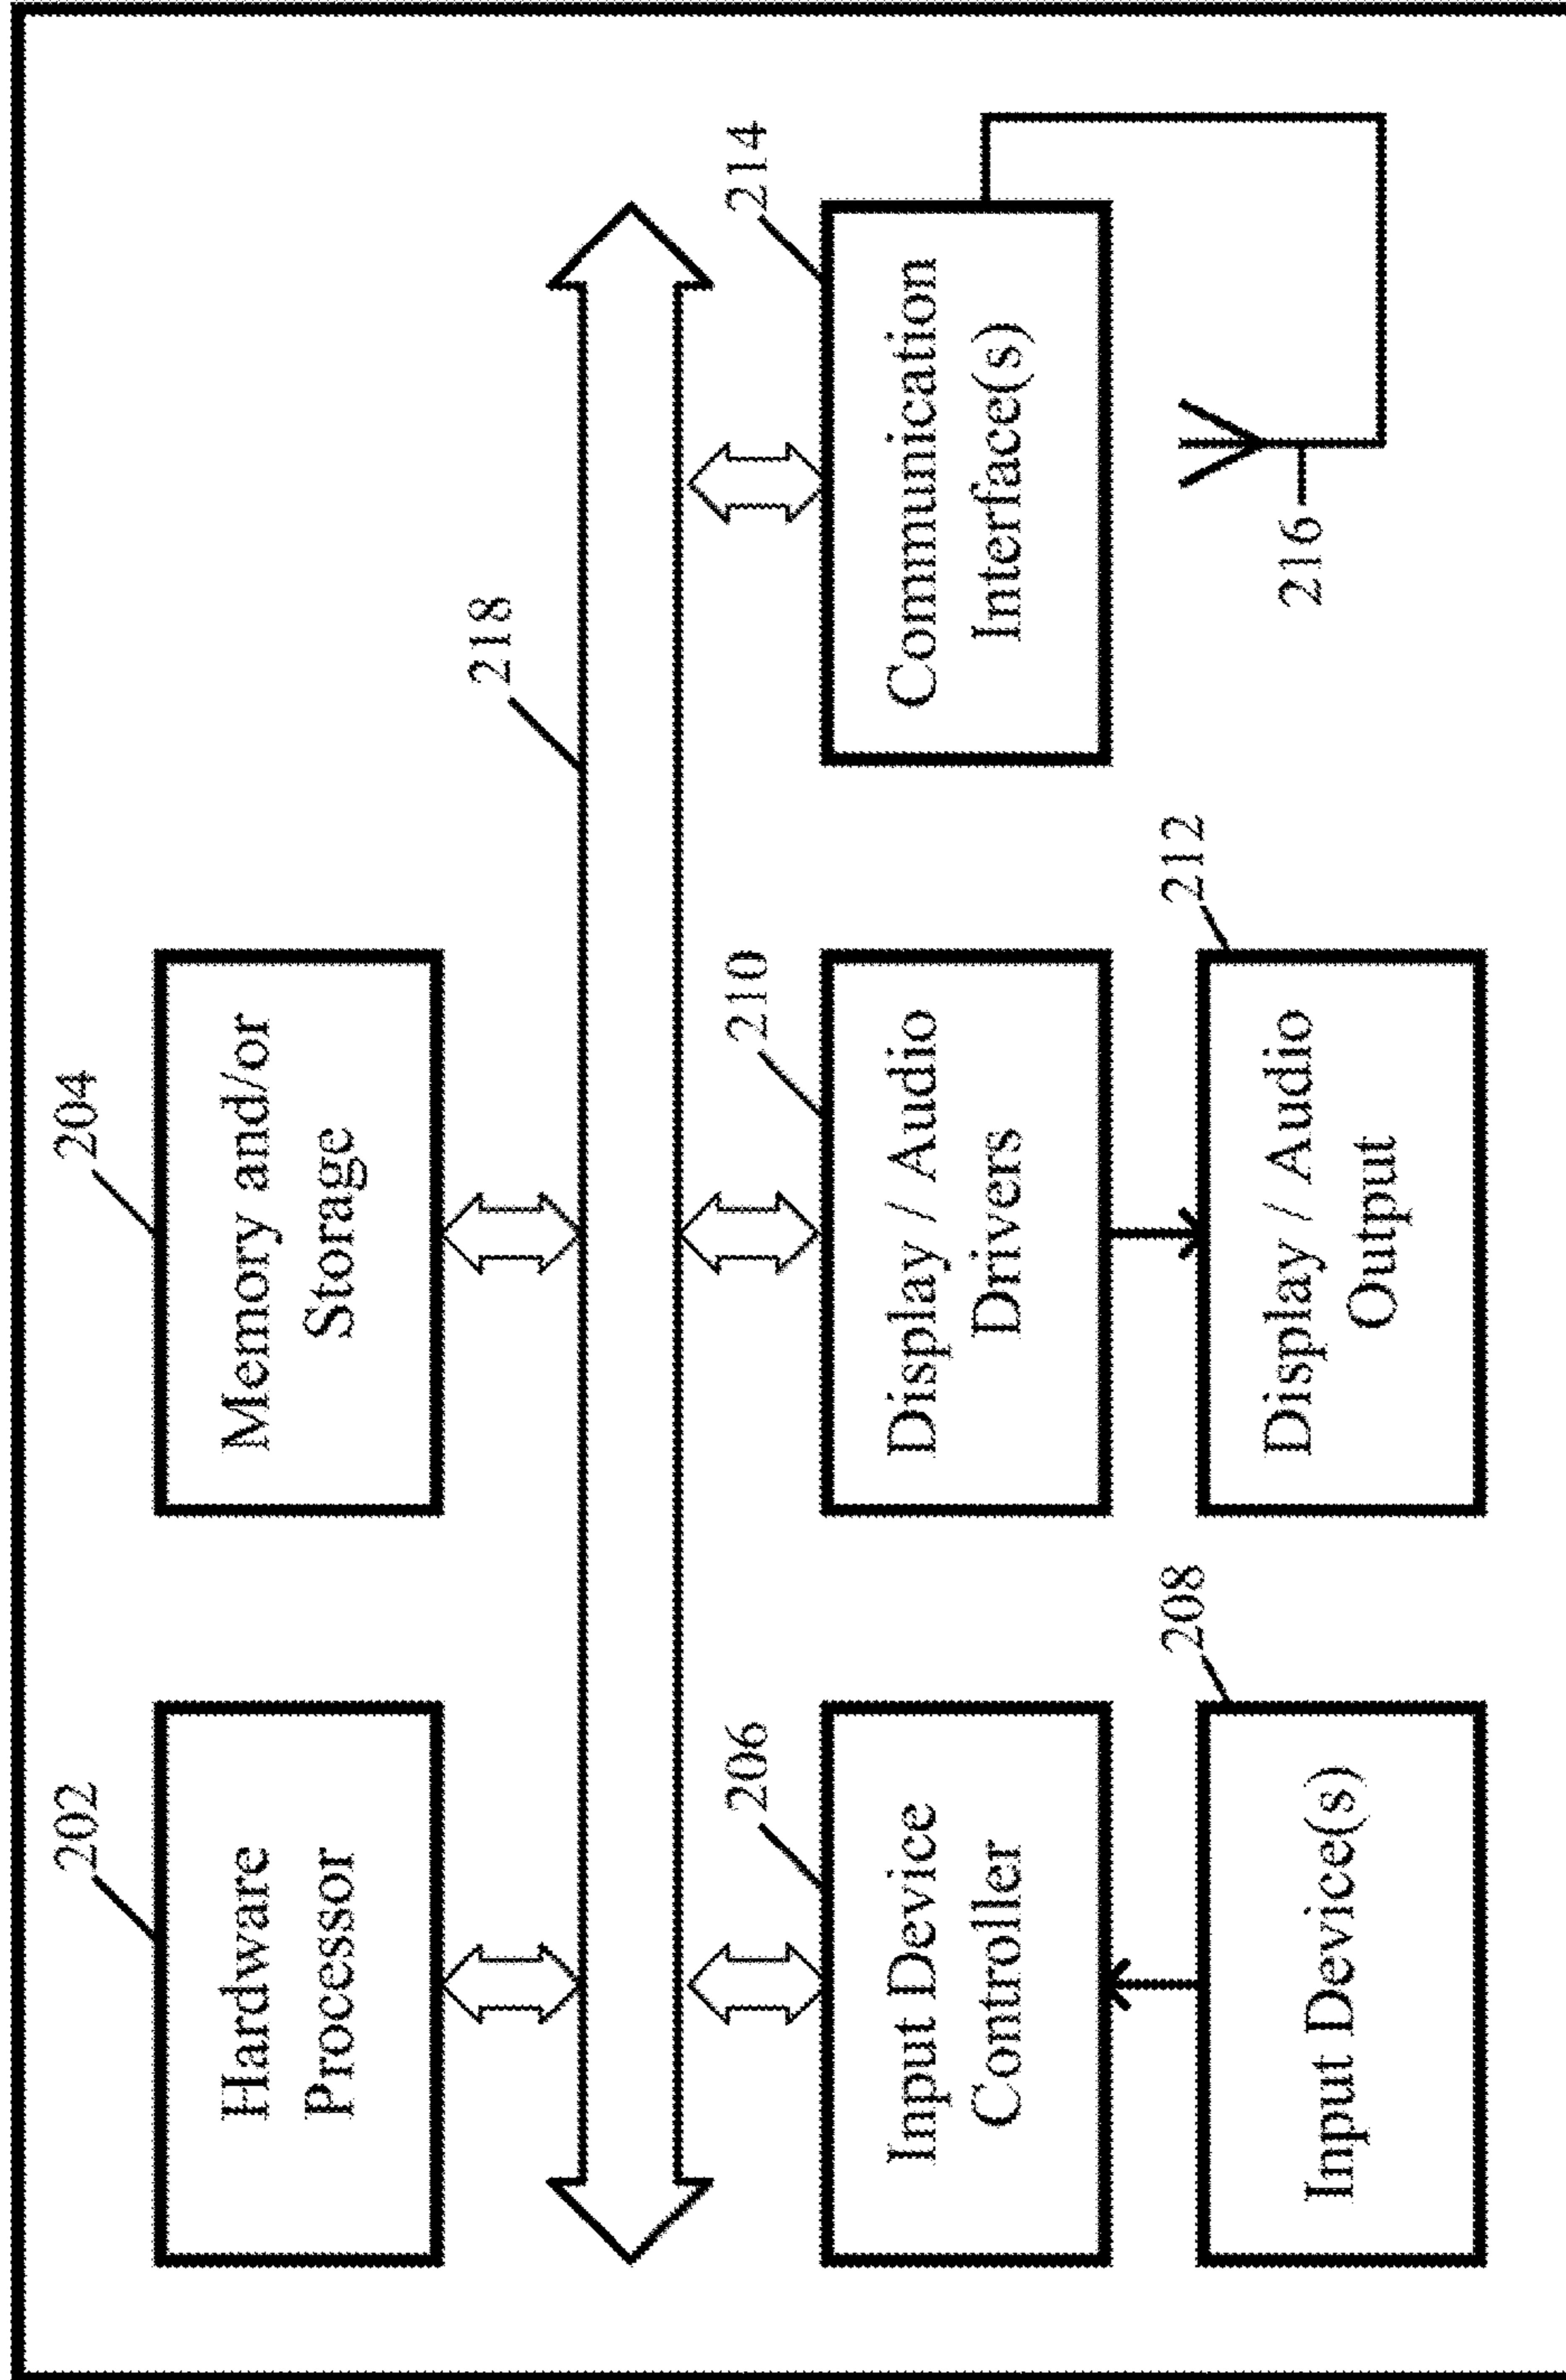 202
Hardware
Processor
204
Memory and/or
Storage
218
206
Input Device
Controller
210
Display / Audio
Drivers
214
Communication
Interface(s)
208
Input Device(s)
212
Display / Audio
Output
216